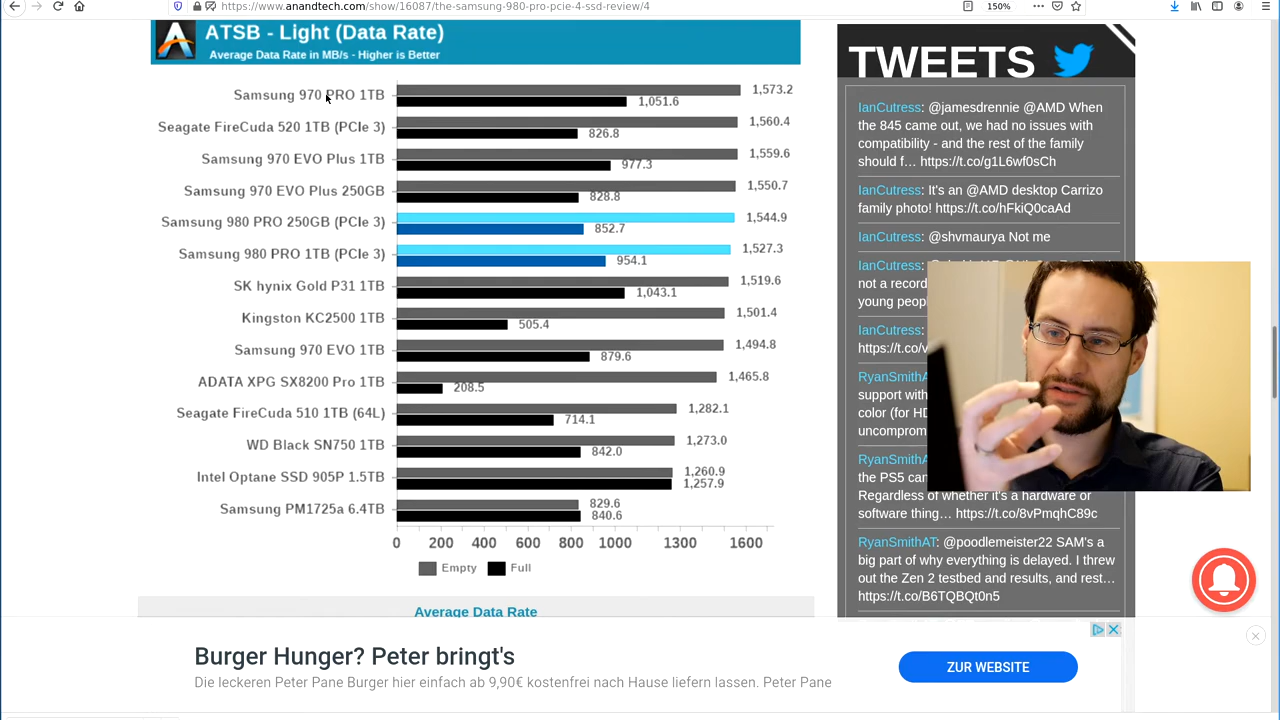 https://www.anandtech.com/show/16087/the-samsung-980-pro-pcie-4-ssd-review/4
150%
ATSB - Light (Data Rate)
Average Data Rate in MB/s - Higher is Better
Samsung 970 PRO 1TB
1,573.2
1,051.6
Seagate FireCuda 520 1TB (PCIe 3)
1,560.4
826.8
Samsung 970 EVO Plus 1TB
1,559.6
977.3
Samsung 970 EVO Plus 250GB
1,550.7
828.8
Samsung 980 PRO 250GB (PCIe 3)
1,544.9
852.7
Samsung 980 PRO 1TB (PCIe 3)
1,527.3
954.1
SK hynix Gold P31 1TB
1,519.6
1,043.1
Kingston KC2500 1TB
1,501.4
505.4
Samsung 970 EVO 1TB
1,494.8
879.6
ADATA XPG SX8200 Pro 1TB
1,465.8
208.5
Seagate FireCuda 510 1TB (64L)
1,282.1
714.1
WD Black SN750 1TB
1,273.0
842.0
Intel Optane SSD 905P 1.5TB
1,260.9
1,257.9
Samsung PM1725a 6.4TB
829.6
840.6
0 200 400 600 800 1000 1300 1600
Empty Full
Average Data Rate
TWEETS
IanCutress: @jamesdrennie @AMD When
the 845 came out, we had no issues with
compatibility - and the rest of the family
should f... https://t.co/g1L6wf0sCh
IanCutress: It's an @AMD desktop Carrizo
family photo! https://t.co/hFkiQ0caAd
IanCutress: @shvmaurya Not me
IanCutress:
not a record
young peop
IanCutress:
https://t.co/v
RyanSmithA
support with
color (for HD
uncomprom
RyanSmithA
the PS5 can
Regardless of whether it's a hardware or
software thing... https://t.co/8vPmqhC89c
RyanSmithAT: @poodlemeister22 SAM's a
big part of why everything is delayed. I threw
out the Zen 2 testbed and results, and rest...
https://t.co/B6TQBQt0n5
Burger Hunger? Peter bringt's
Die leckeren Peter Pane Burger hier einfach ab 9,90€ kostenfrei nach Hause liefern lassen. Peter Pane
ZUR WEBSITE